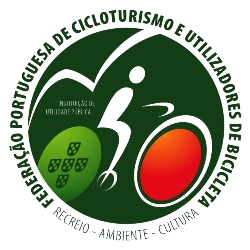 FEDERAÇÃO PORTUGUESA DE CICLOTURISMO E UTILIZADORES DE BICICLETA
INSTITUIÇÃO DE
UTILIDADE PÚBLICA
RECREIO - AMBIENTE - CULTURA